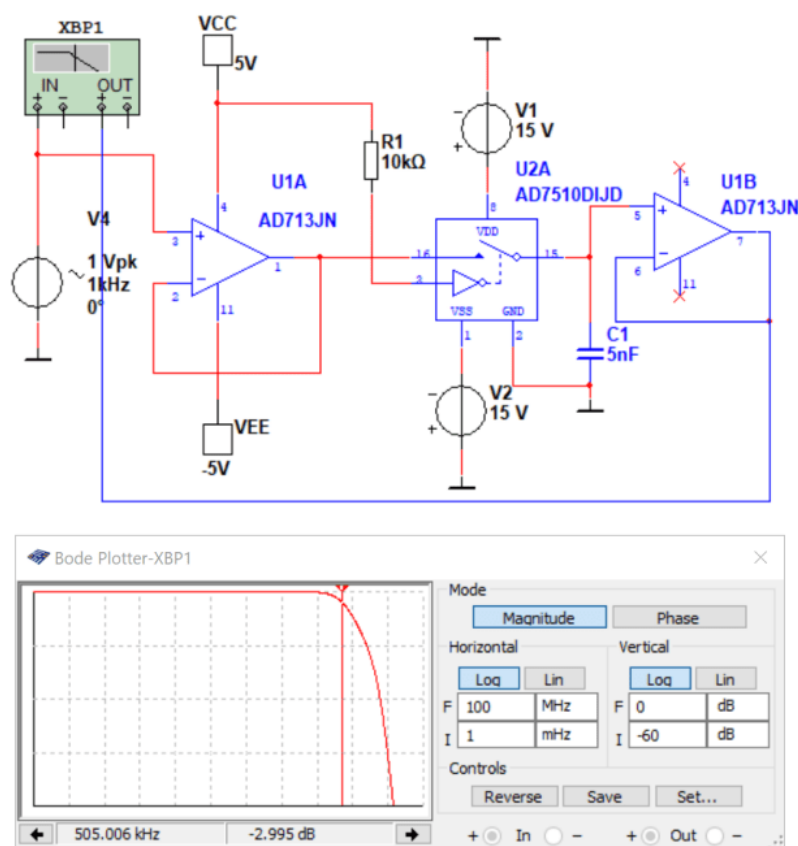 XBP1
IN OUT
+ - + -
VCC
5V
R1
10kΩ
V1
15 V
U2A
AD7510DIJD
U1A
AD713JN
U1B
AD713JN
V4
1 Vpk
1kHz
0°
4
3
+
2
-
1
11
8
VDD
16
15
3
VSS
GND
1
2
4
5
+
6
-
7
11
C1
5nF
V2
15 V
VEE
-5V
Bode Plotter-XBP1
Mode
Magnitude Phase
Horizontal Vertical
Log Lin Log Lin
F 100 MHz F 0 dB
I 1 mHz I -60 dB
Controls
Reverse Save Set...
505.006 kHz -2.995 dB
+ In - + Out -